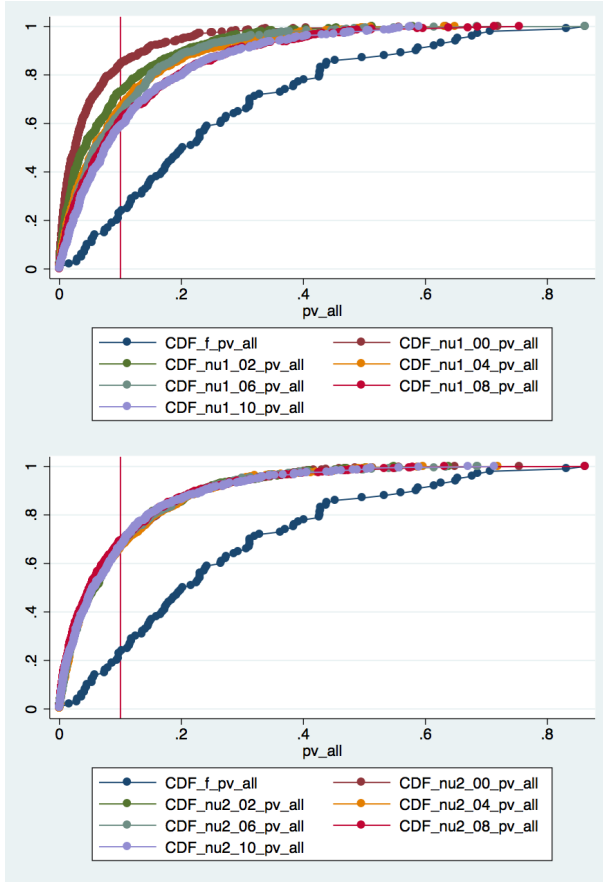 1
.8
.6
.4
.2
0
0 .2 .4 .6 .8
pv_all
CDF_f_pv_all CDF_nu1_00_pv_all
CDF_nu1_02_pv_all CDF_nu1_04_pv_all
CDF_nu1_06_pv_all CDF_nu1_08_pv_all
CDF_nu1_10_pv_all
1
.8
.6
.4
.2
0
0 .2 .4 .6 .8
pv_all
CDF_f_pv_all CDF_nu2_00_pv_all
CDF_nu2_02_pv_all CDF_nu2_04_pv_all
CDF_nu2_06_pv_all CDF_nu2_08_pv_all
CDF_nu2_10_pv_all